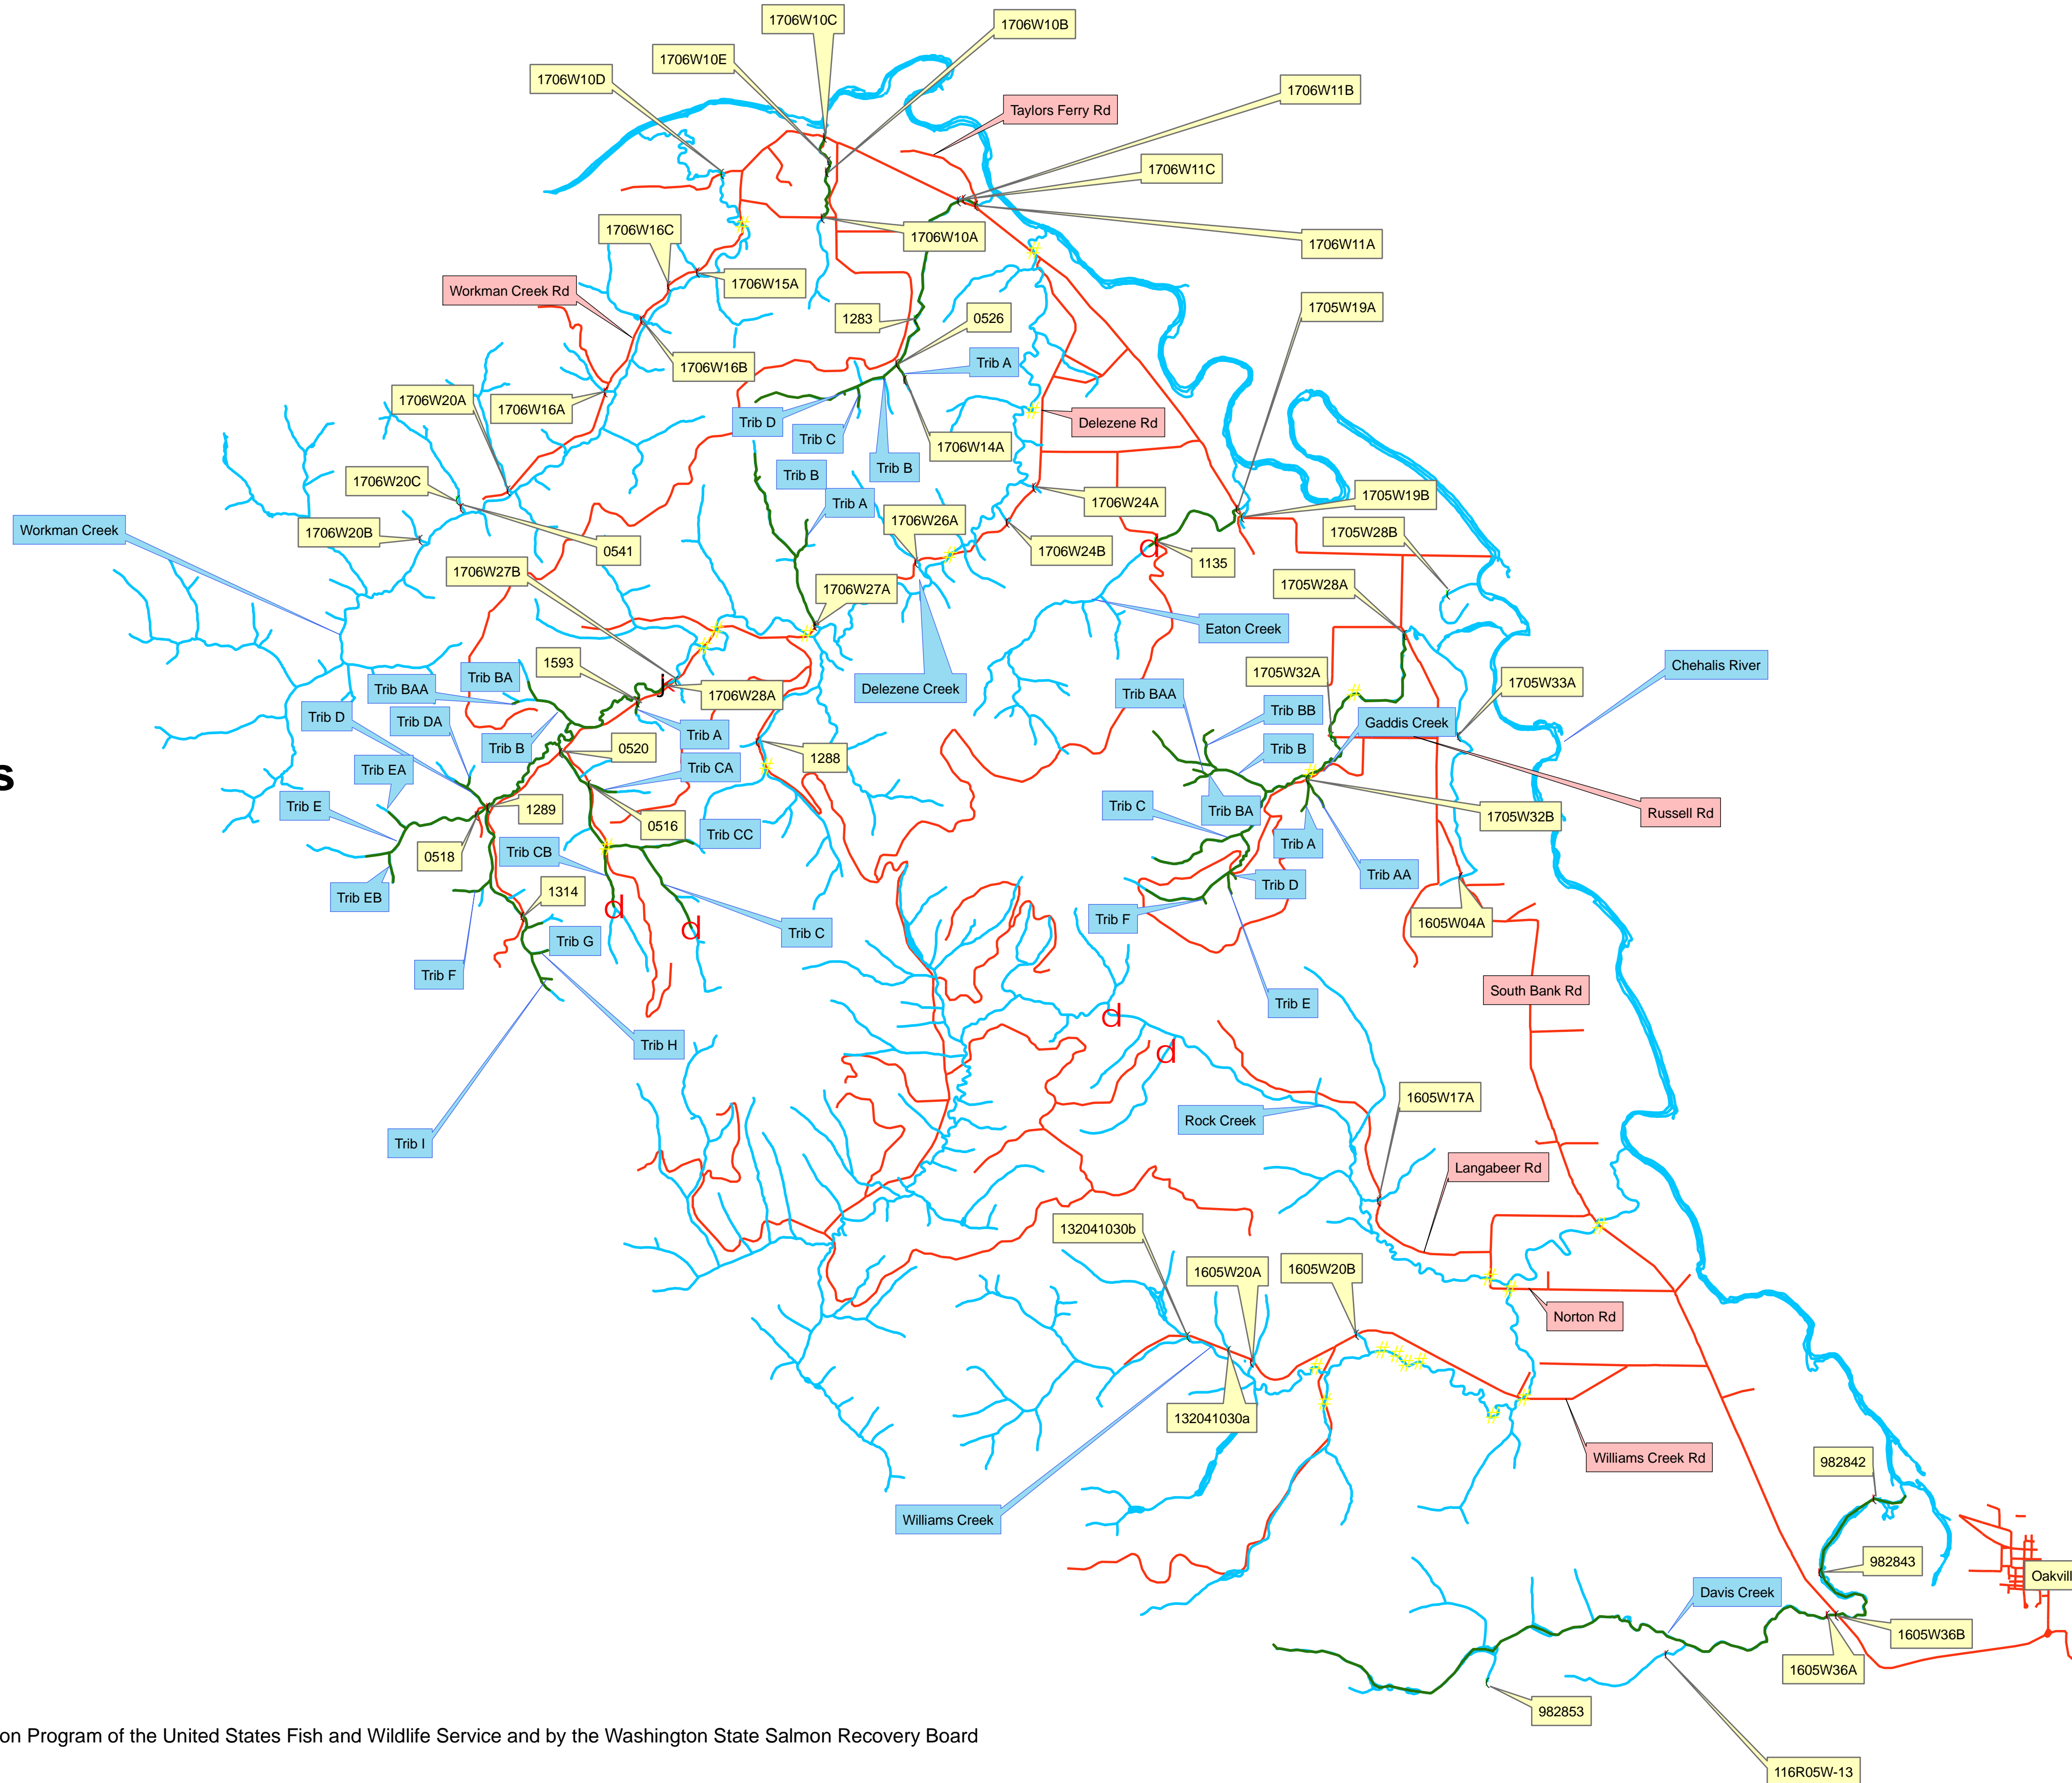 1706W10C
1706W10B
1706W10E
1706W10D
1706W11B
Taylors Ferry Rd
1706W11C
1706W16C
1706W10A
1706W11A
1706W15A
Workman Creek Rd
1283
0526
1705W19A
1706W16B
Trib A
1706W20A
1706W16A
Trib D
Trib C
Delezene Rd
1706W14A
Trib B
Trib B
1706W20C
Trib A
1706W24A
1705W19B
1706W26A
Workman Creek
1706W20B
0541
1706W24B
d
1135
1705W28B
1706W27B
1706W27A
1705W28A
Eaton Creek
1593
Trib BA
Trib BAA
j
1706W28A
Delezene Creek
Trib BAA
1705W32A
1705W33A
Chehalis River
Trib D
Trib DA
Trib BB
Gaddis Creek
Trib B
0520
Trib A
Trib B
1288
s
Trib EA
Trib CA
Trib E
1289
0516
Trib CC
Trib C
Trib BA
1705W32B
Russell Rd
0518
Trib CB
Trib A
Trib AA
Trib EB
1314
Trib D
d
d
Trib C
Trib F
1605W04A
Trib G
Trib F
South Bank Rd
Trib E
d
Trib H
d
1605W17A
Rock Creek
Trib I
Langabeer Rd
132041030b
1605W20A
1605W20B
Norton Rd
132041030a
Williams Creek Rd
982842
Williams Creek
982843
Oakvill
Davis Creek
1605W36B
1605W36A
982853
on Program of the United States Fish and Wildlife Service and by the Washington State Salmon Recovery Board
116R05W-13